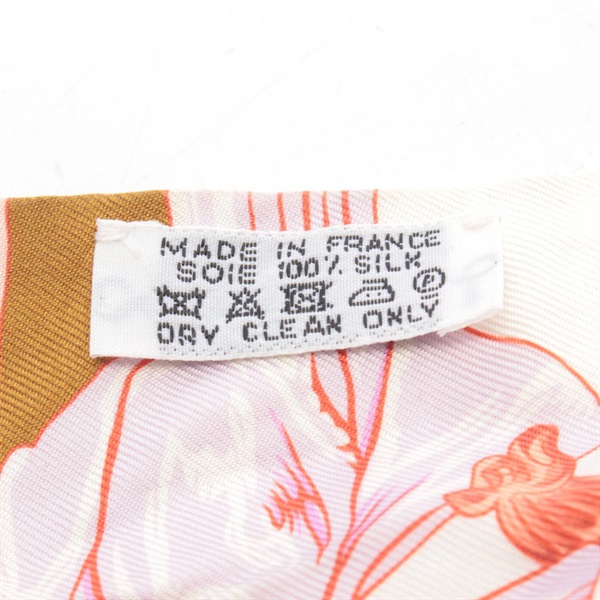 MADE IN FRANCE
SOIE 100% SILK
P
DRY CLEAN ONLY